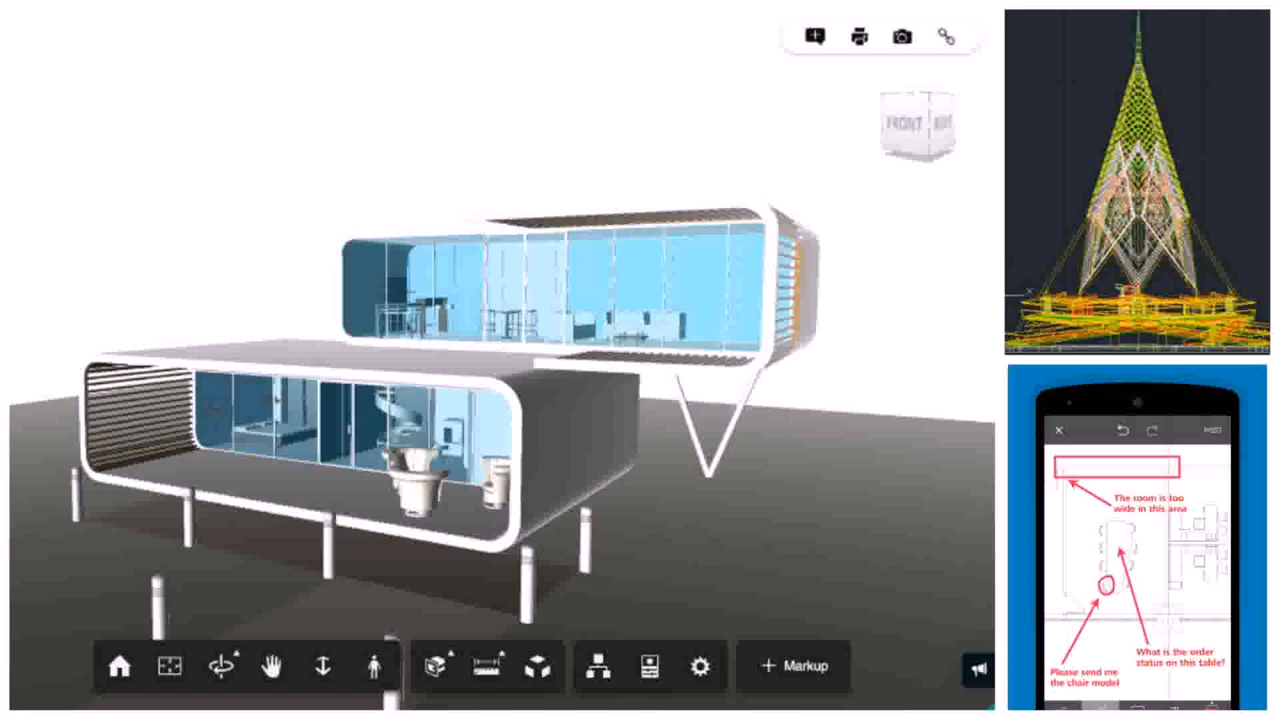 FRONT
Markup
The room is too
wide in this area
What is the order
status on this table?
Please send me
the chair model